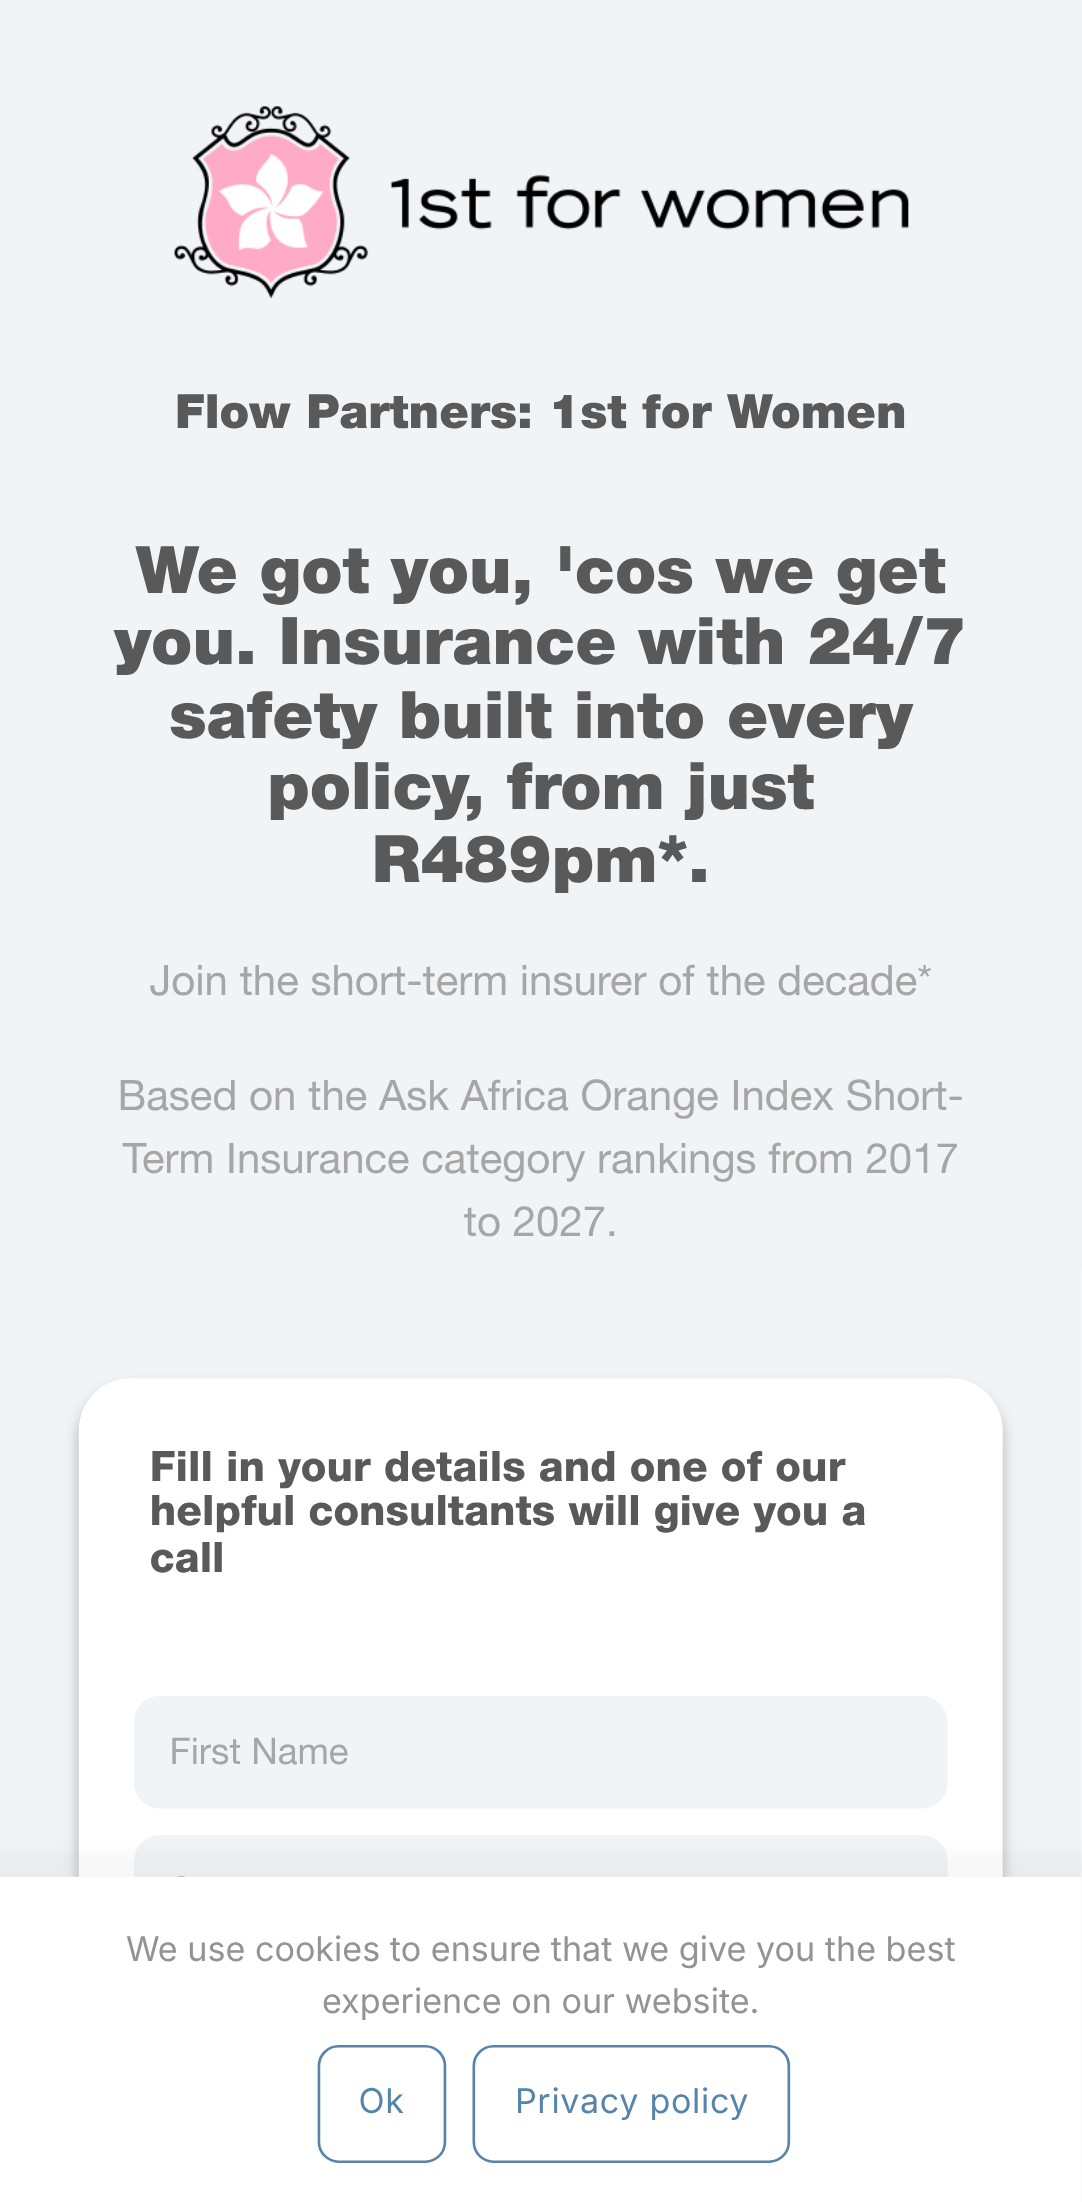 1st for women
Flow Partners: 1st for Women
We got you, 'cos we get
you. Insurance with 24/7
safety built into every
policy, from just
R489pm*.
Join the short-term insurer of the decade*
Based on the Ask Africa Orange Index Short-
Term Insurance category rankings from 2017
to 2027.
Fill in your details and one of our
helpful consultants will give you a
call
First Name
We use cookies to ensure that we give you the best
experience on our website.
Ok
Privacy policy